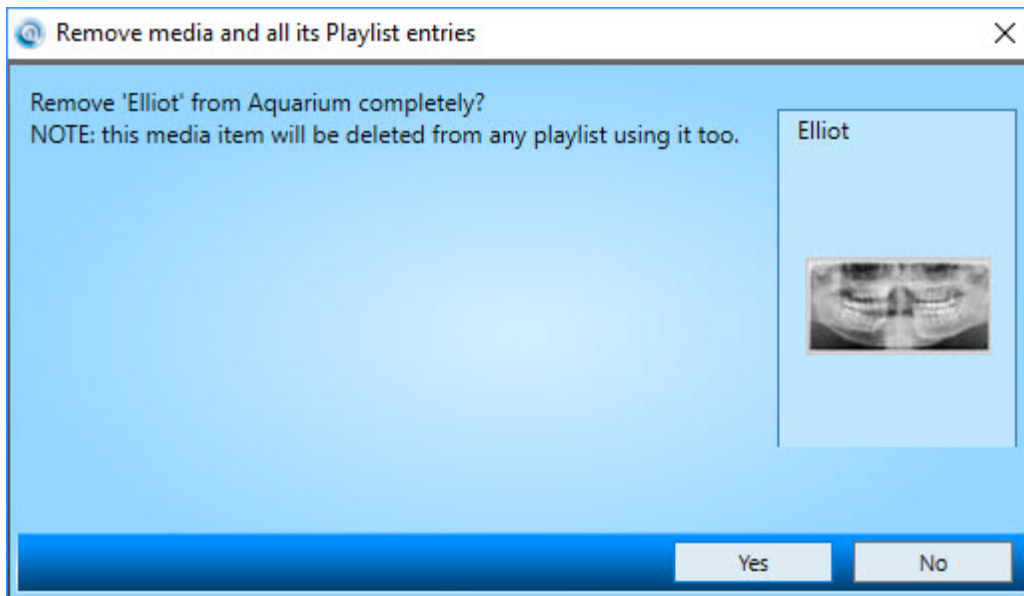 Remove media and all its Playlist entries
Remove 'Elliot' from Aquarium completely?
NOTE: this media item will be deleted from any playlist using it too.
Elliot
Yes
No